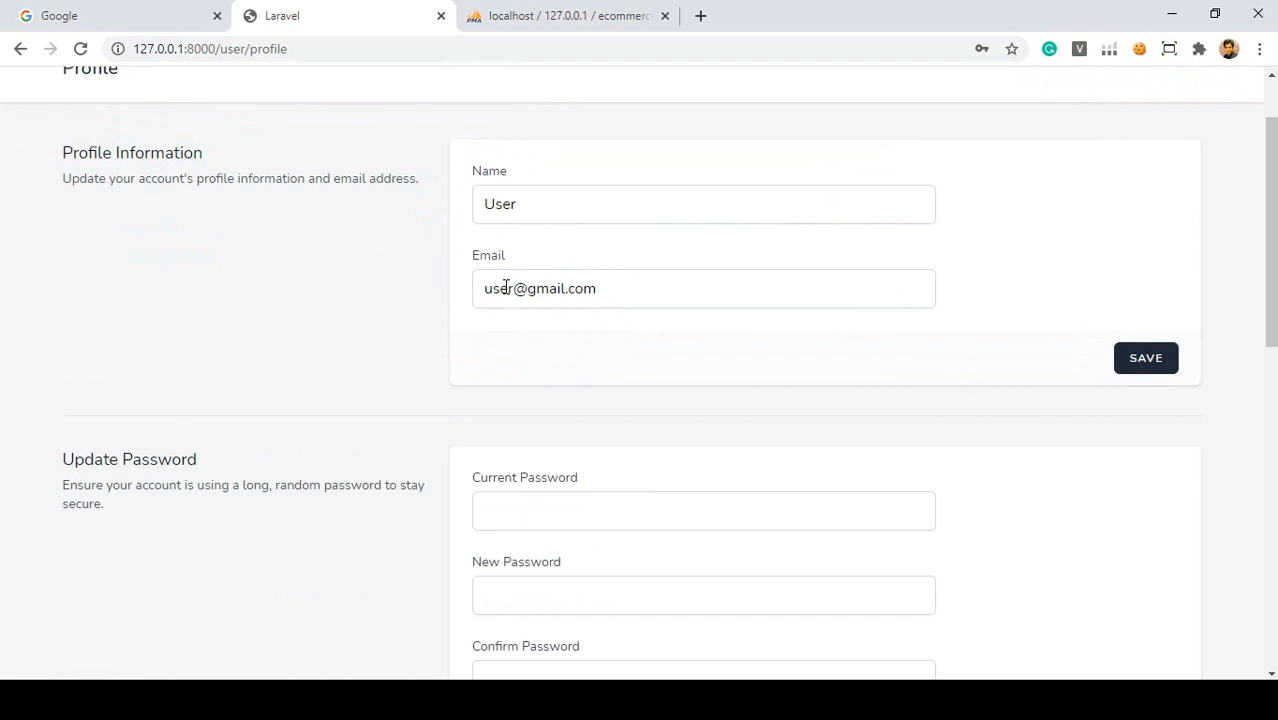 Google
Laravel
localhost / 127.0.0.1 / ecommerc
127.0.0.1:8000/user/profile
Profile
Profile Information
Update your account's profile information and email address.
Name
User
Email
user@gmail.com
SAVE
Update Password
Ensure your account is using a long, random password to stay
secure.
Current Password
New Password
Confirm Password